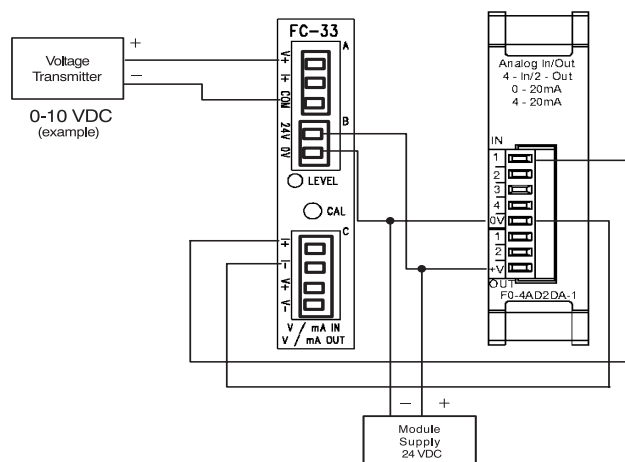 Voltage
Transmitter
+
−
0-10 VDC
(example)
FC-33
A
V+
I+
COM
B
24V
0V
LEVEL
CAL
C
I+
I-
V+
V-
V / mA IN
V / mA OUT
Analog In/Out
4 - In/2 - Out
0 - 20mA
4 - 20mA
IN
1
2
3
4
0V
1
2
+V
OUT
F0-4AD2DA-1
−
+
Module
Supply
24 VDC